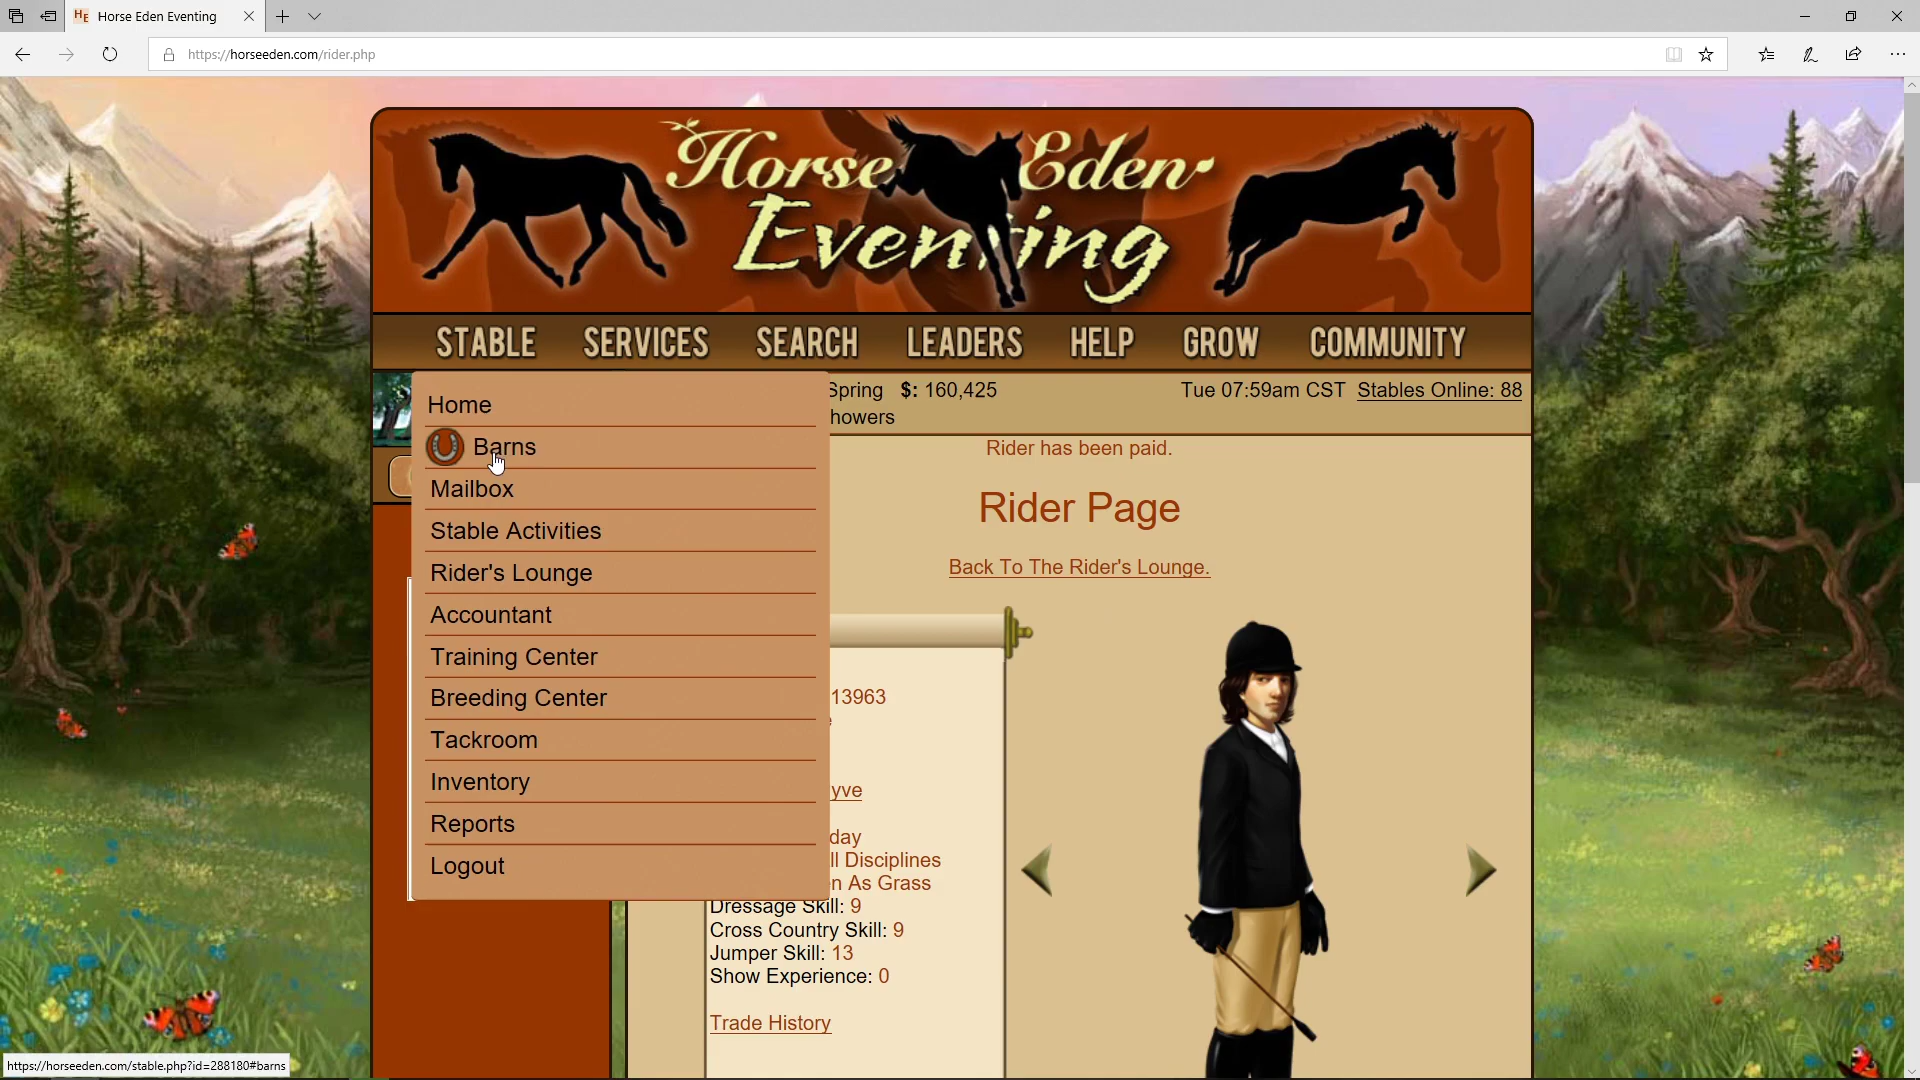 Horse Eden Eventing
https://horseeden.com/rider.php
Horse Eden
Eventing
STABLE SERVICES SEARCH LEADERS HELP GROW COMMUNITY
Spring $: 160,425
Tue 07:59am CST Stables Online: 88
howers
Home
Barns
Mailbox
Stable Activities
Rider's Lounge
Accountant
Training Center
Breeding Center
Tackroom
Inventory
Reports
Logout
Rider has been paid.
Rider Page
Back To The Rider's Lounge.
13963
yve
day
ll Disciplines
n As Grass
Dressage Skill: 9
Cross Country Skill: 9
Jumper Skill: 13
Show Experience: 0
Trade History
https://horseeden.com/stable.php?id=288180#barns